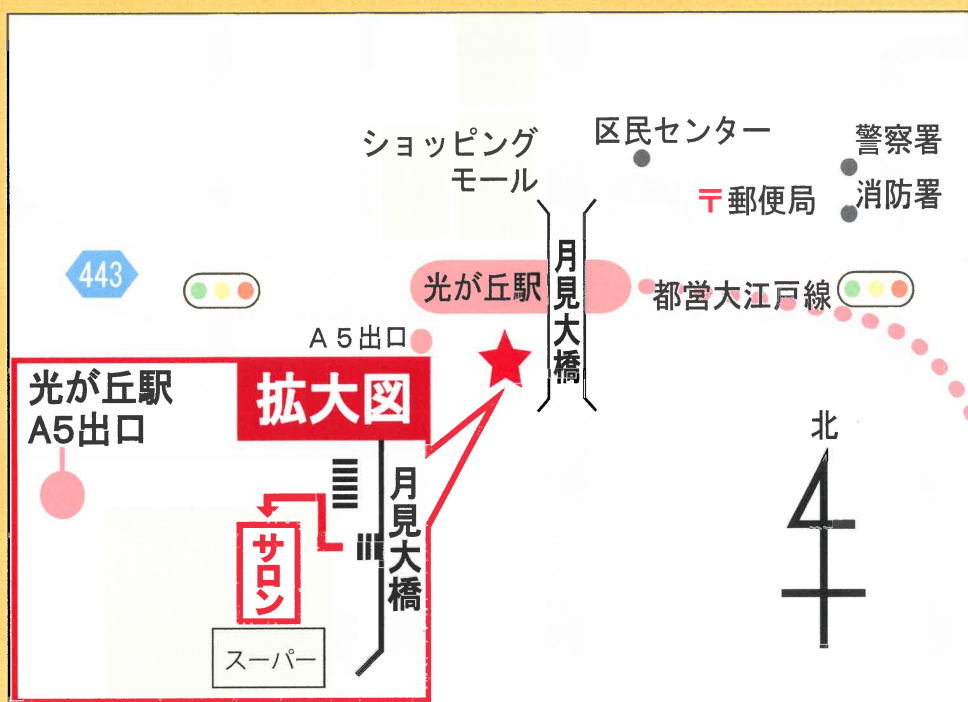 ショッピング
モール
区民センター
警察署
消防署
〒郵便局
443
光が丘駅
月見大橋
都営大江戸線
A5出口
光が丘駅
A5出口
拡大図
月見大橋
サロン
スーパー
北